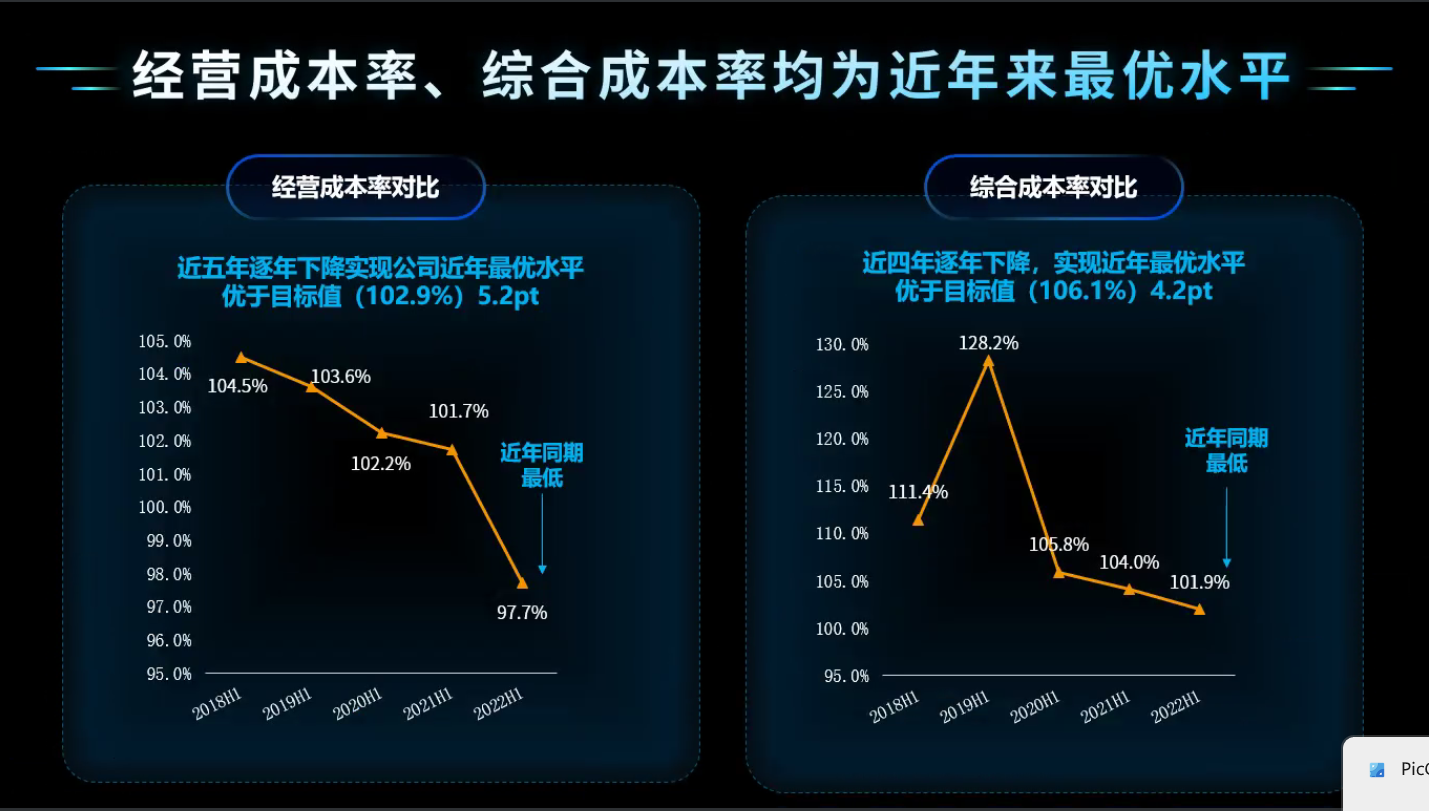 经营成本率、综合成本率均为近年来最优水平
经营成本率对比
近五年逐年下降实现公司近年最优水平
优于目标值（102.9%）5.2pt
105.0%
104.0%
103.0%
102.0%
101.0%
100.0%
99.0%
98.0%
97.0%
96.0%
95.0%
104.5%
103.6%
102.2%
101.7%
97.7%
近年同期
最低
2018H1
2019H1
2020H1
2021H1
2022H1
综合成本率对比
近四年逐年下降，实现近年最优水平
优于目标值（106.1%）4.2pt
130.0%
125.0%
120.0%
115.0%
110.0%
105.0%
100.0%
95.0%
111.4%
128.2%
105.8%
104.0%
101.9%
近年同期
最低
2018H1
2019H1
2020H1
2021H1
2022H1